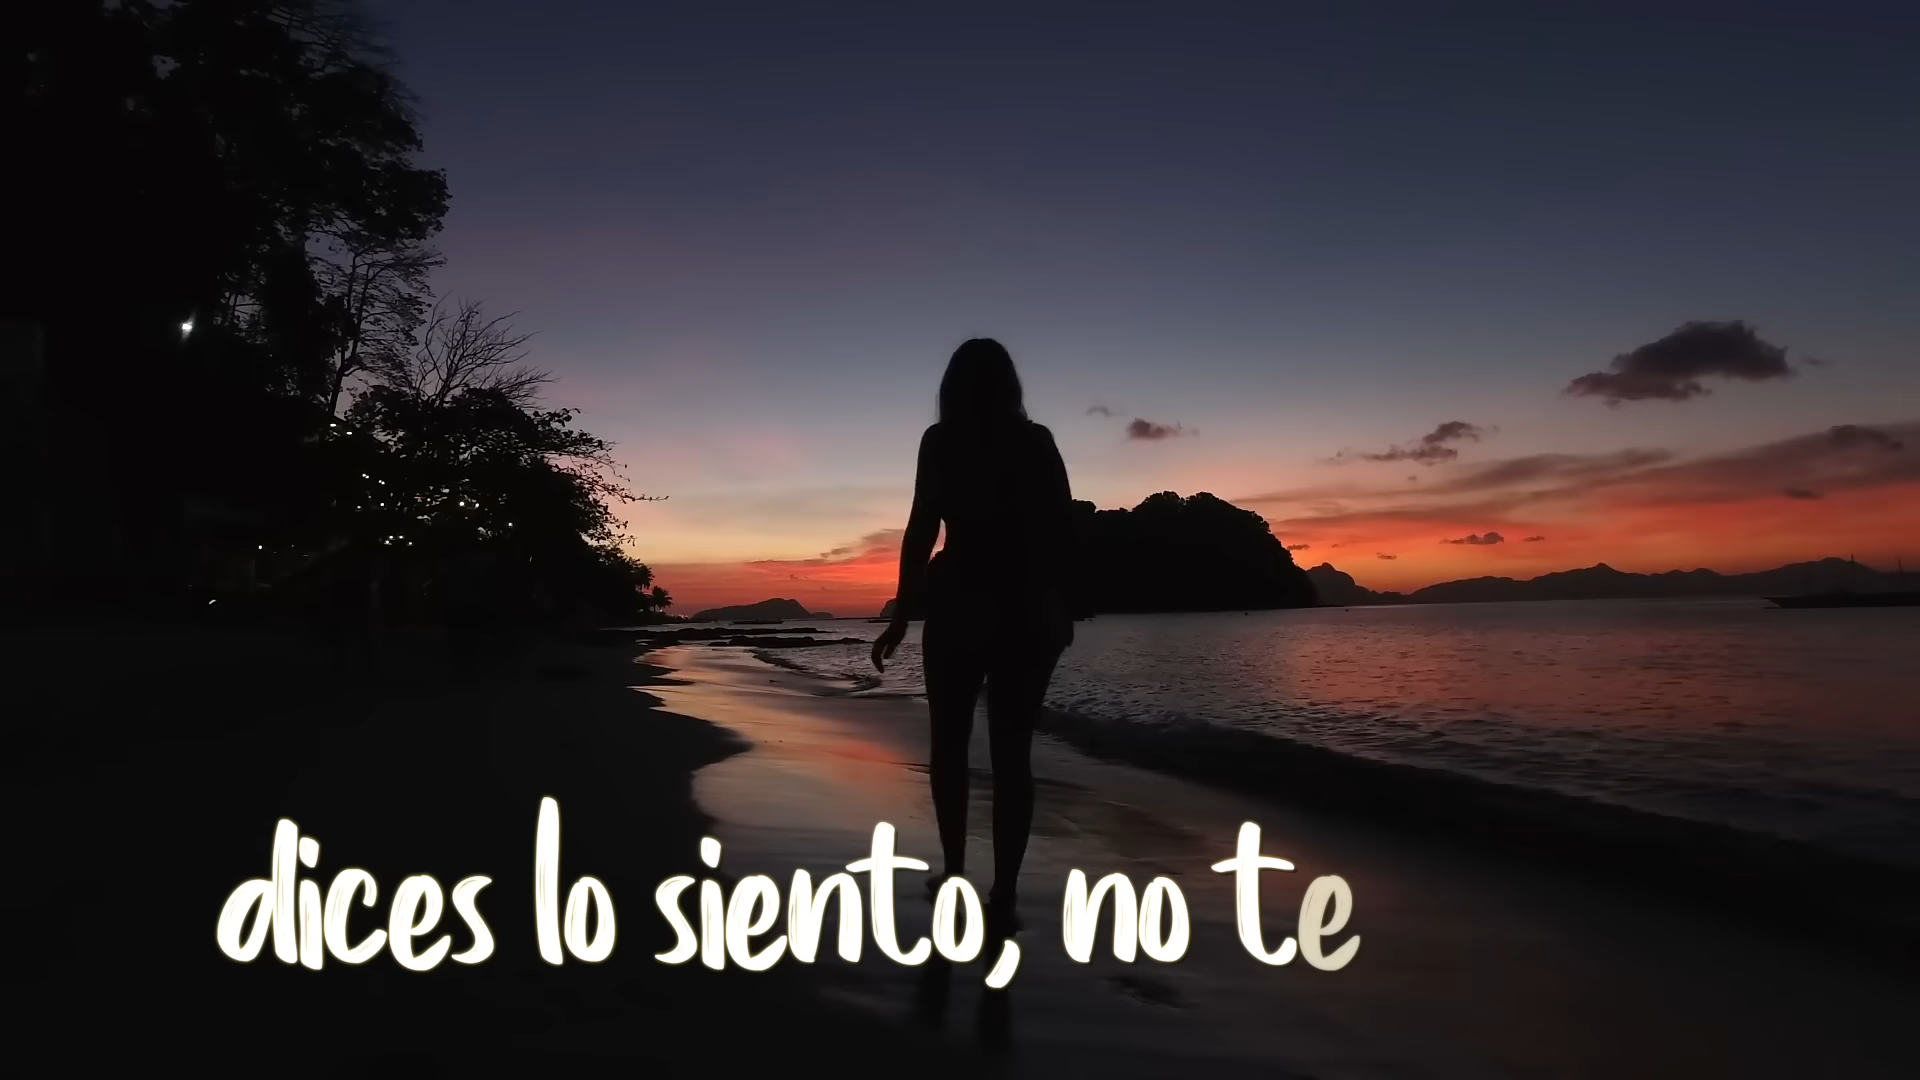 dices lo siento, no te